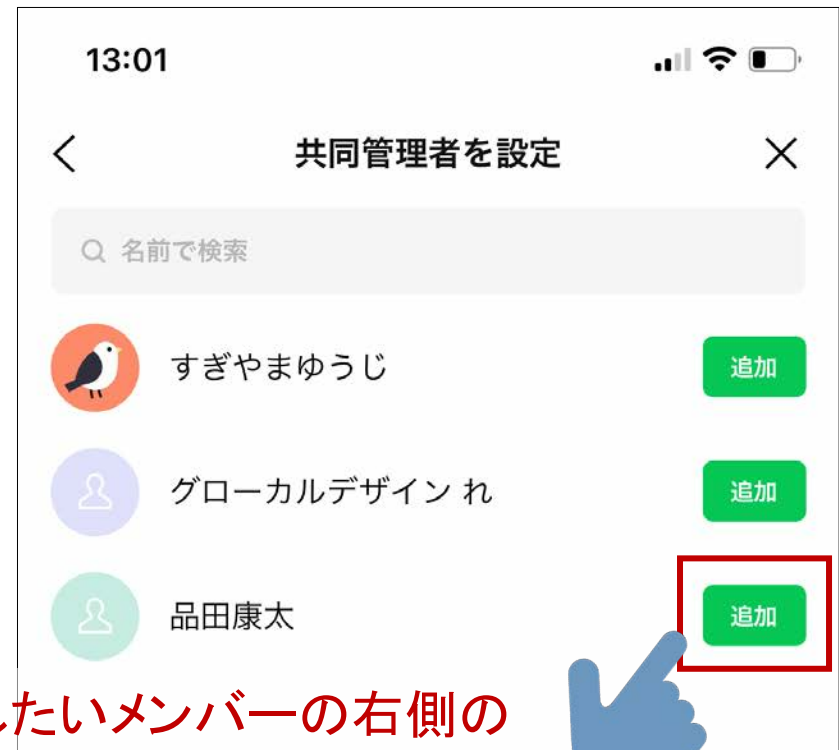 13:01
共同管理者を設定
名前で検索
すぎやまゆうじ
追加
グローカルデザイン れ
追加
品田康太
追加
したいメンバーの右側の